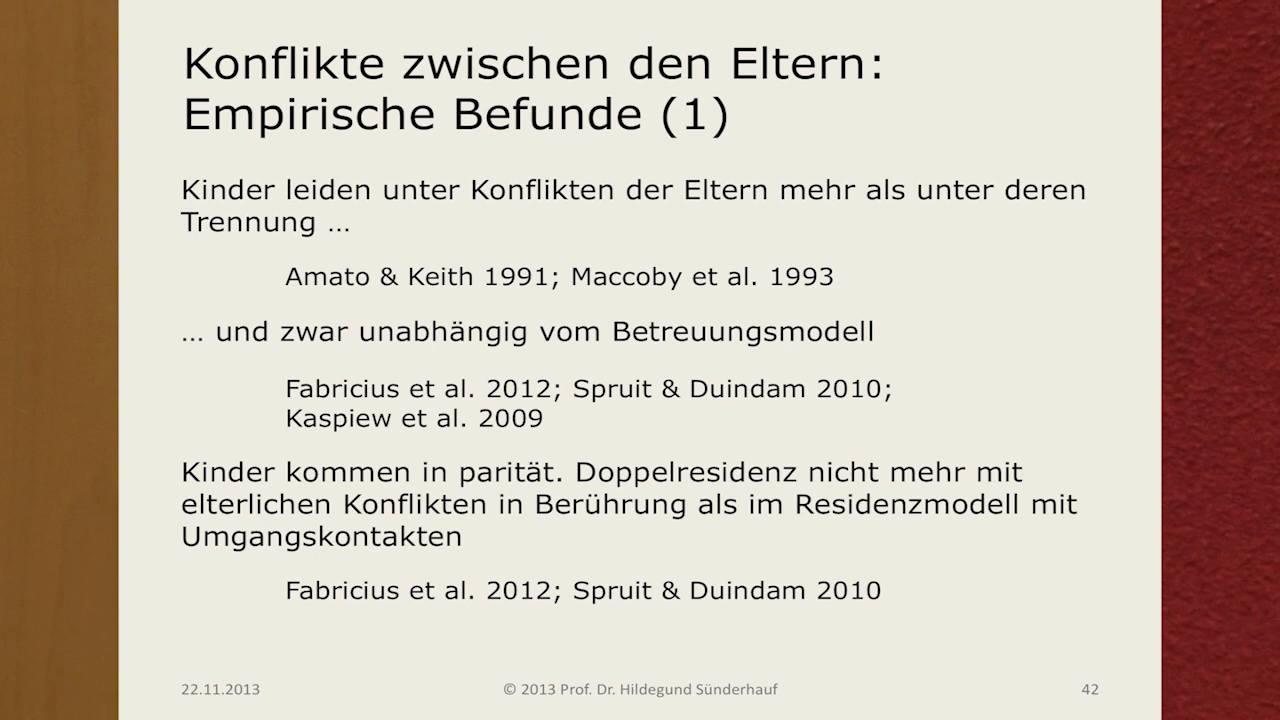 Konflikte zwischen den Eltern:
Empirische Befunde (1)
Kinder leiden unter Konflikten der Eltern mehr als unter deren
Trennung …
Amato & Keith 1991; Maccoby et al. 1993
… und zwar unabhängig vom Betreuungsmodell
Fabricius et al. 2012; Spruit & Duindam 2010;
Kaspiew et al. 2009
Kinder kommen in parität. Doppelresidenz nicht mehr mit
elterlichen Konflikten in Berührung als im Residenzmodell mit
Umgangskontakten
Fabricius et al. 2012; Spruit & Duindam 2010
22.11.2013
© 2013 Prof. Dr. Hildegund Sünderhauf
42